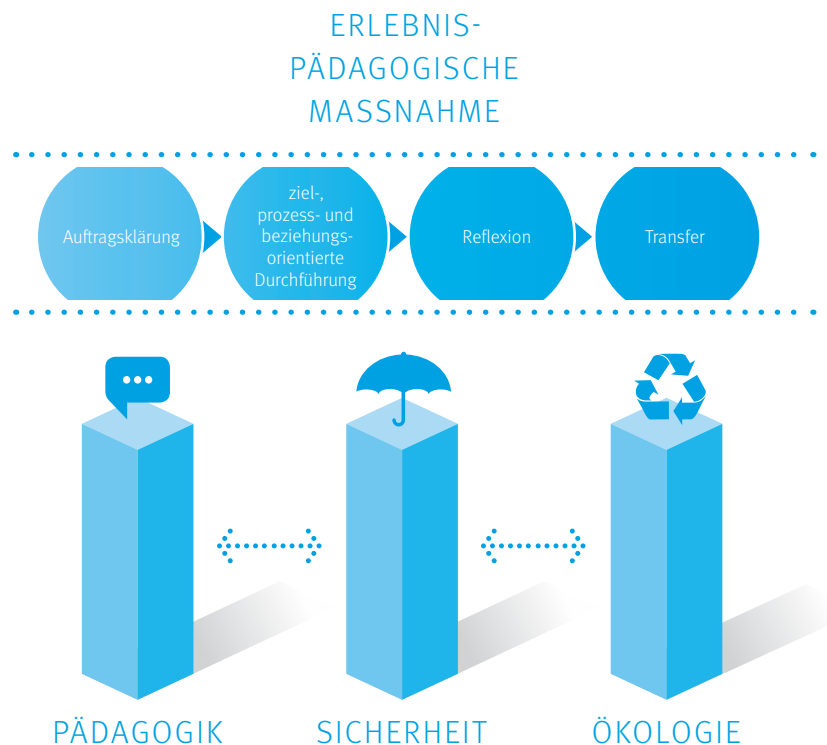 ERLEBNIS-
PÄDAGOGISCHE
MASSNAHME
Auftragsklärung
ziel-,
prozess- und
beziehungs-
orientierte
Durchführung
Reflexion
Transfer
PÄDAGOGIK
SICHERHEIT
ÖKOLOGIE